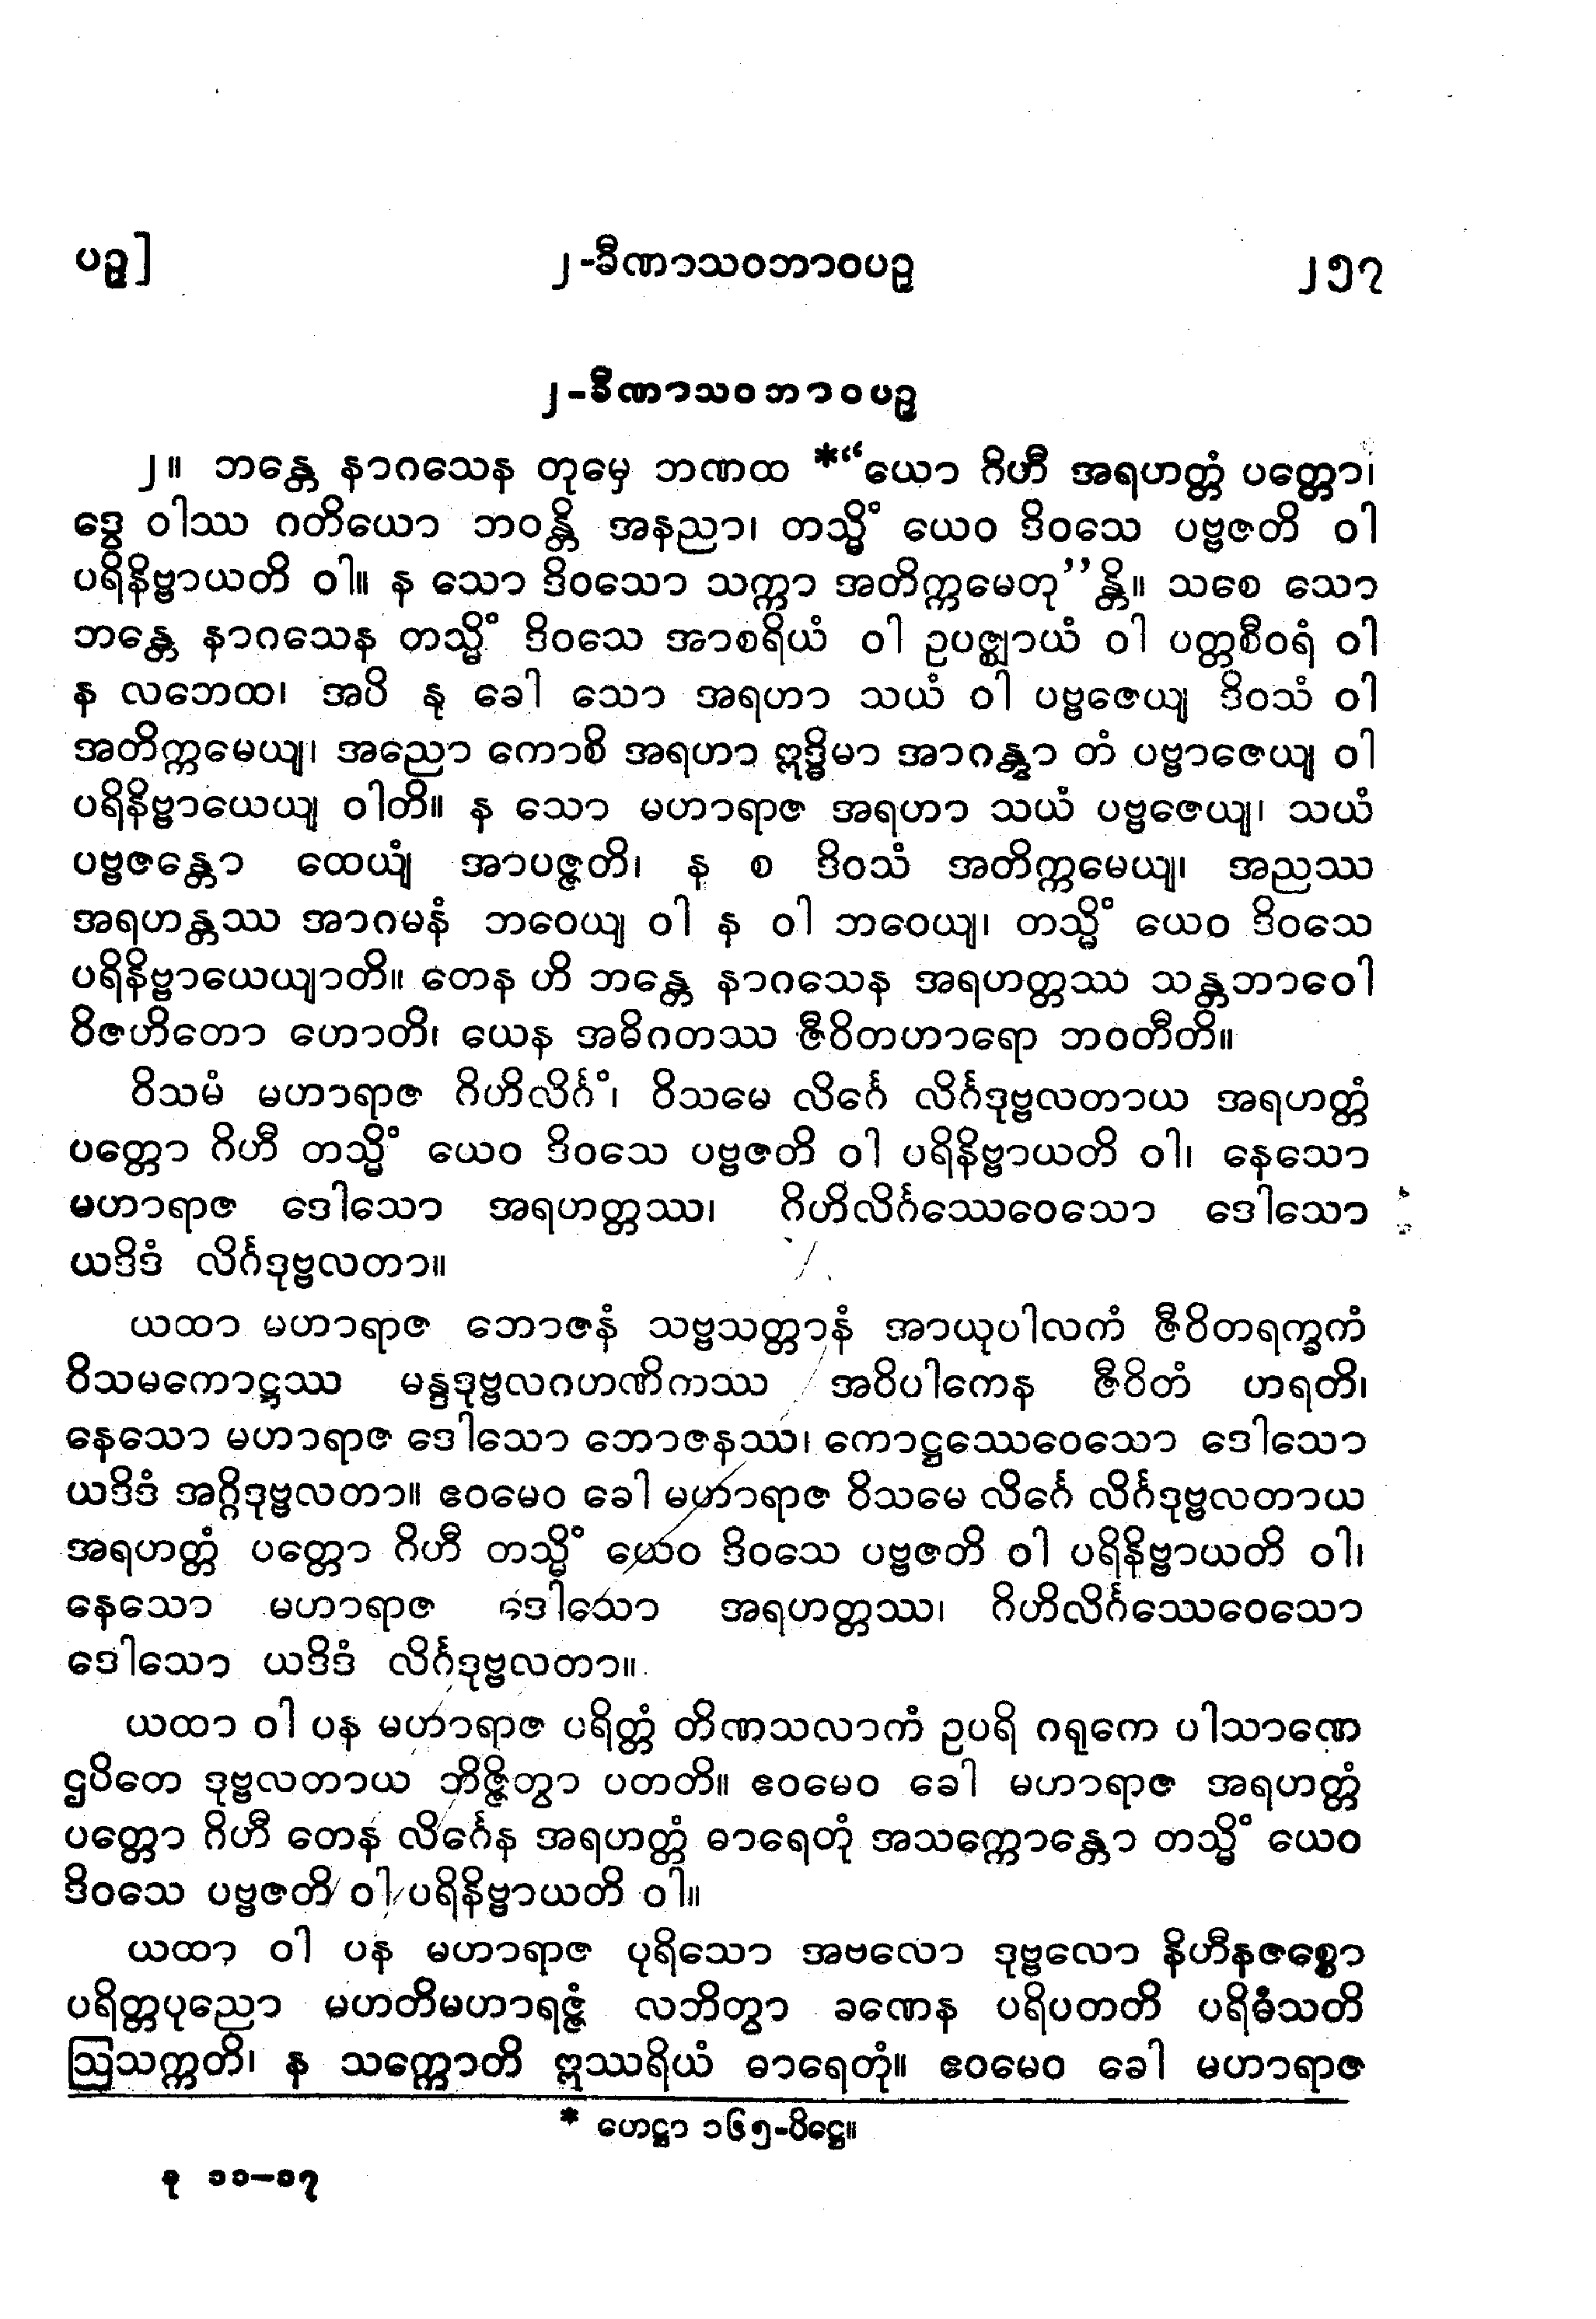 ပဉှ]
၂-ခီဏာသဝဘာဝပဉှ
၂၅၇
၂-ခီဏာသဝဘာဝပဉှ
၂။ ဘန္တေ နာဂသေန တုမှေ ဘဏထ *“ယော ဂိဟီ အရဟတ္တံ ပတ္တော၊
ဒွေ ဝါဿ ဂတိယော ဘဝန္တိ အနညာ၊ တသ္မိံ ယေဝ ဒိဝသေ ပဗ္ဗဇတိ ဝါ
ပရိနိဗ္ဗာယတိ ဝါ။ န သော ဒိဝသော သက္ကာ အတိက္ကမေတု”န္တိ။ သစေ သော
ဘန္တေ နာဂသေန တသ္မိံ ဒိဝသေ အာစရိယံ ဝါ ဥပဇ္ဈာယံ ဝါ ပတ္တစီဝရံ ဝါ
န လဘေထ၊ အပိ နု ခေါ သော အရဟာ သယံ ဝါ ပဗ္ဗဇေယျ ဒိဝသံ ဝါ
အတိက္ကမေယျ၊ အညော ကောစိ အရဟာ ဣဒ္ဓိမာ အာဂန္တွာ တံ ပဗ္ဗာဇေယျ ဝါ
ပရိနိဗ္ဗာယေယျ ဝါတိ။ န သော မဟာရာဇ အရဟာ သယံ ပဗ္ဗဇေယျ၊ သယံ
ပဗ္ဗဇန္တော ထေယျံ အာပဇ္ဇတိ၊ န စ ဒိဝသံ အတိက္ကမေယျ၊ အညဿ
အရဟန္တဿ အာဂမနံ ဘဝေယျ ဝါ န ဝါ ဘဝေယျ၊ တသ္မိံ ယေဝ ဒိဝသေ
ပရိနိဗ္ဗာယေယျာတိ။ တေန ဟိ ဘန္တေ နာဂသေန အရဟတ္တဿ သန္တဘာဝေါ
ဝိဇဟိတော ဟောတိ၊ ယေန အဓိဂတဿ ဇီဝိတဟာရော ဘဝတီတိ။
ဝိသမံ မဟာရာဇ ဂိဟိလိင်္ဂံ၊ ဝိသမေ လိင်္ဂေ လိင်္ဂဒုဗ္ဗလတာယ အရဟတ္တံ
ပတ္တော ဂိဟီ တသ္မိံ ယေဝ ဒိဝသေ ပဗ္ဗဇတိ ဝါ ပရိနိဗ္ဗာယတိ ဝါ၊ နေသော
မဟာရာဇ ဒေါသော အရဟတ္တဿ၊ ဂိဟိလိင်္ဂဿေဝေသော ဒေါသော
ယဒိဒံ လိင်္ဂဒုဗ္ဗလတာ။
ယထာ မဟာရာဇ ဘောဇနံ သဗ္ဗသတ္တာနံ အာယုပါလကံ ဇီဝိတရက္ခကံ
ဝိသမကောဋ္ဌဿ မန္ဒဒုဗ္ဗလဂဟဏိကဿ အဝိပါကေန ဇီဝိတံ ဟရတိ၊
နေသော မဟာရာဇ ဒေါသော ဘောဇနဿ၊ ကောဋ္ဌဿေဝေသော ဒေါသော
ယဒိဒံ အဂ္ဂိဒုဗ္ဗလတာ။ ဧဝမေဝ ခေါ မဟာရာဇ ဝိသမေ လိင်္ဂေ လိင်္ဂဒုဗ္ဗလတာယ
အရဟတ္တံ ပတ္တော ဂိဟီ တသ္မိံ ယေဝ ဒိဝသေ ပဗ္ဗဇတိ ဝါ ပရိနိဗ္ဗာယတိ ဝါ၊
နေသော မဟာရာဇ ဒေါသော အရဟတ္တဿ၊ ဂိဟိလိင်္ဂဿေဝေသော
ဒေါသော ယဒိဒံ လိင်္ဂဒုဗ္ဗလတာ။
ယထာ ဝါ ပန မဟာရာဇ ပရိတ္တံ တိဏသလာကံ ဥပရိ ဂရုကေ ပါသာဏေ
ဌပိတေ ဒုဗ္ဗလတာယ ဘိဇ္ဇိတွာ ပတတိ။ ဧဝမေဝ ခေါ မဟာရာဇ အရဟတ္တံ
ပတ္တော ဂိဟီ တေန လိင်္ဂေန အရဟတ္တံ ဓာရေတုံ အသက္ကောန္တော တသ္မိံ ယေဝ
ဒိဝသေ ပဗ္ဗဇတိ ဝါ ပရိနိဗ္ဗာယတိ ဝါ။
ယထာ ဝါ ပန မဟာရာဇ ပုရိသော အဗလော ဒုဗ္ဗလော နိဟီနဇစ္စော
ပရိတ္တပုညော မဟတိမဟာရဇ္ဇံ လဘိတွာ ခဏေန ပရိပတတိ ပရိဓံသတိ
ဩသက္ကတိ၊ န သက္ကောတိ ဣဿရိယံ ဓာရေတုံ။ ဧဝမေဝ ခေါ မဟာရာဇ
* ဟေဋ္ဌာ ၁၆၅-ပိဋ္ဌေ။
နု ၁၁-၁၇